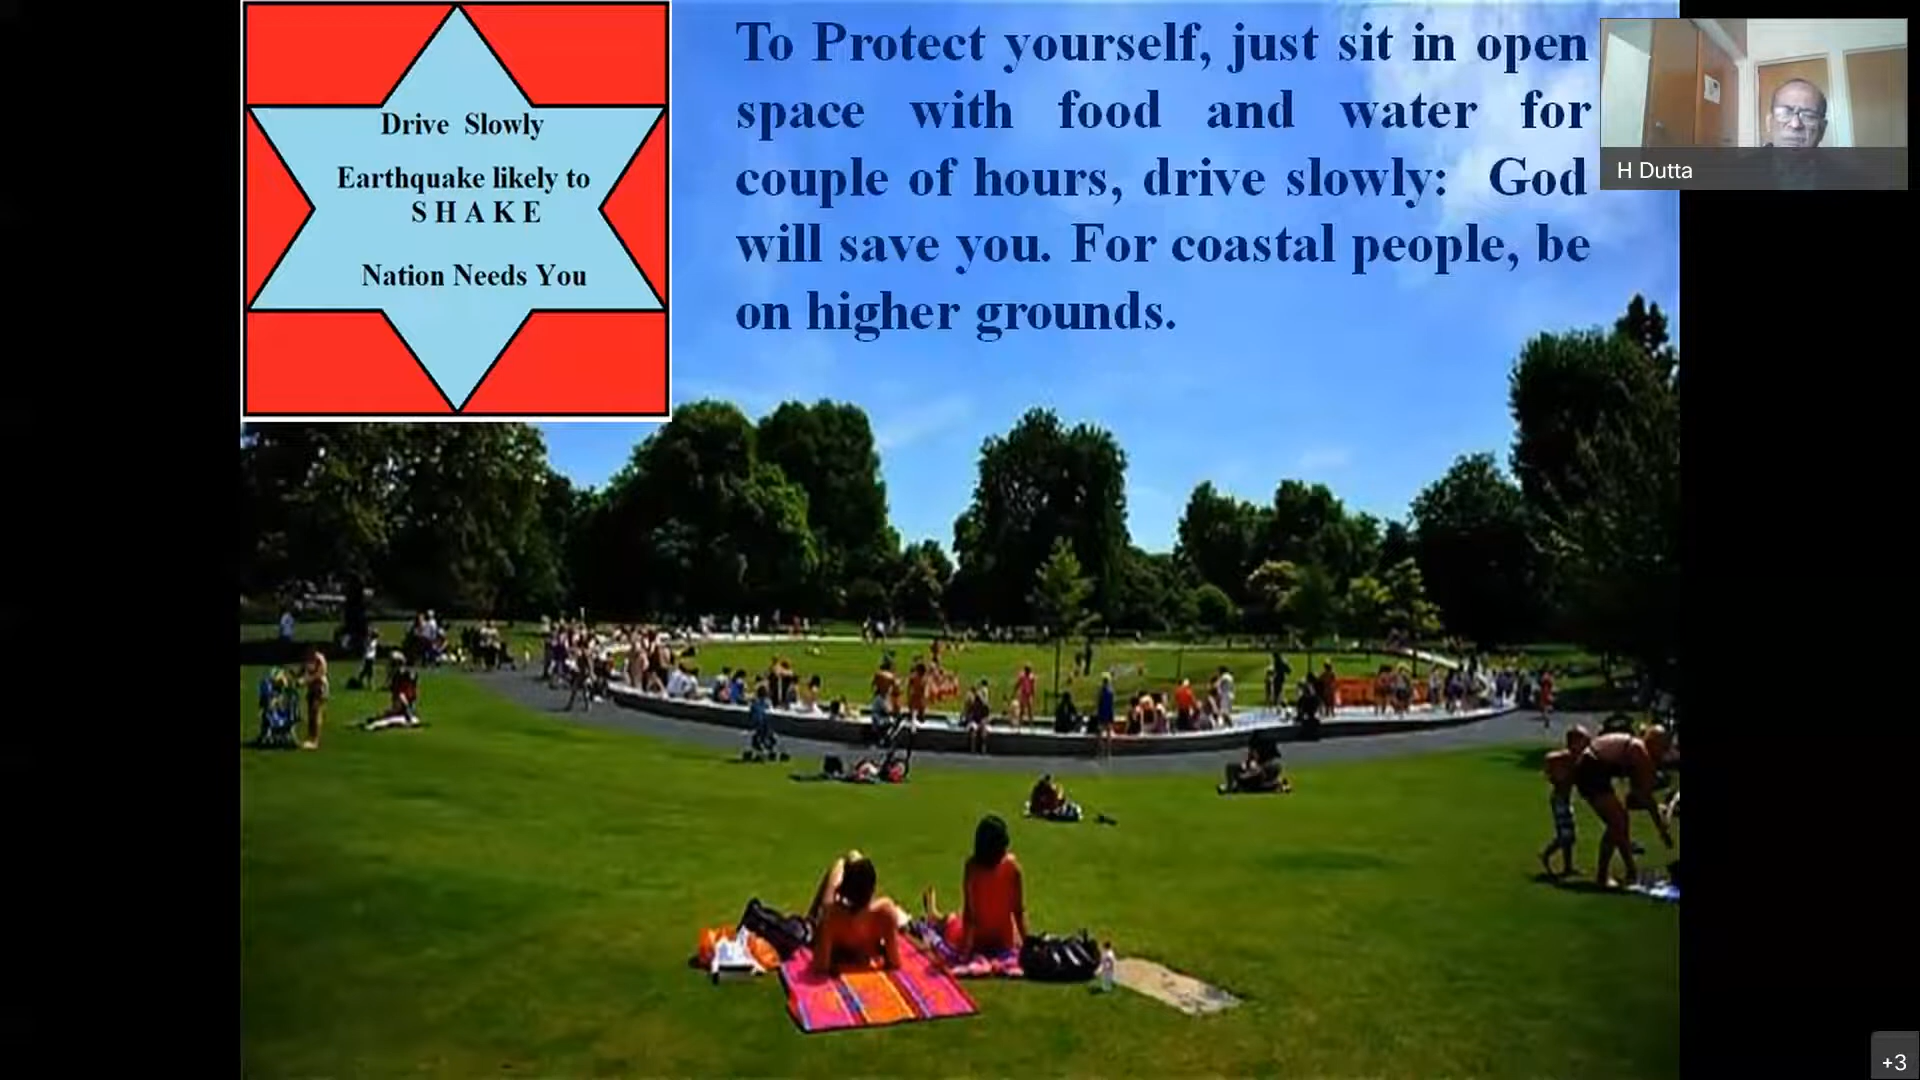 Drive Slowly
Earthquake likely to
S H A K E
Nation Needs You
To Protect yourself, just sit in open
space with food and water for
couple of hours, drive slowly: God
will save you. For coastal people, be
on higher grounds.
H Dutta
+3